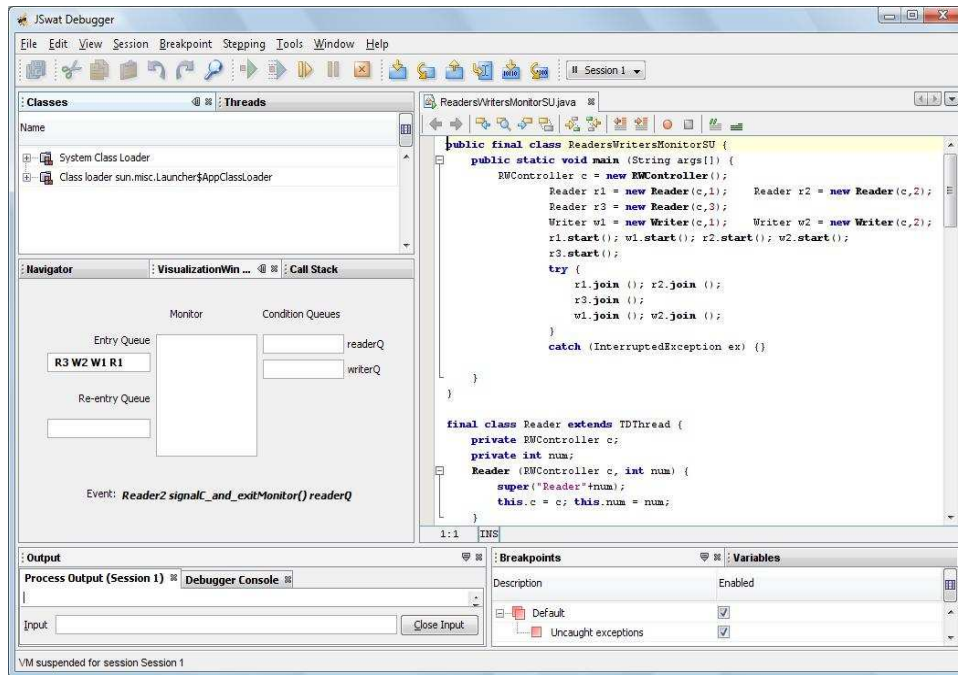 JSwat Debugger
File Edit View Session Breakpoint Stepping Tools Window Help
Session 1
Classes
Threads
Name
System Class Loader
Class loader sun.misc.Launcher$AppClassLoader
Navigator
VisualizationWin ...
Call Stack
Monitor
Condition Queues
Entry Queue
readerQ
R3 W2 W1 R1
writerQ
Re-entry Queue
Event: Reader2 signalC_and_exitMonitor() readerQ
ReadersWritersMonitorSU.java
public final class ReadersWritersMonitorSU {
public static void main (String args[]) {
RWController c = new RWController();
Reader r1 = new Reader(c,1); Reader r2 = new Reader(c,2);
Reader r3 = new Reader(c,3);
Writer w1 = new Writer(c,1); Writer w2 = new Writer(c,2);
r1.start(); w1.start(); r2.start(); w2.start();
r3.start();
try {
r1.join (); r2.join ();
r3.join ();
w1.join (); w2.join ();
}
catch (InterruptedException ex) {}
}
}
final class Reader extends TDThread {
private RWController c;
private int num;
Reader (RWController c, int num) {
super("Reader"+num);
this.c = c; this.num = num;
}
1:1 INS
Output
Process Output (Session 1)
Debugger Console
Input
Close Input
Breakpoints
Variables
Description
Enabled
Default
Uncaught exceptions
VM suspended for session Session 1